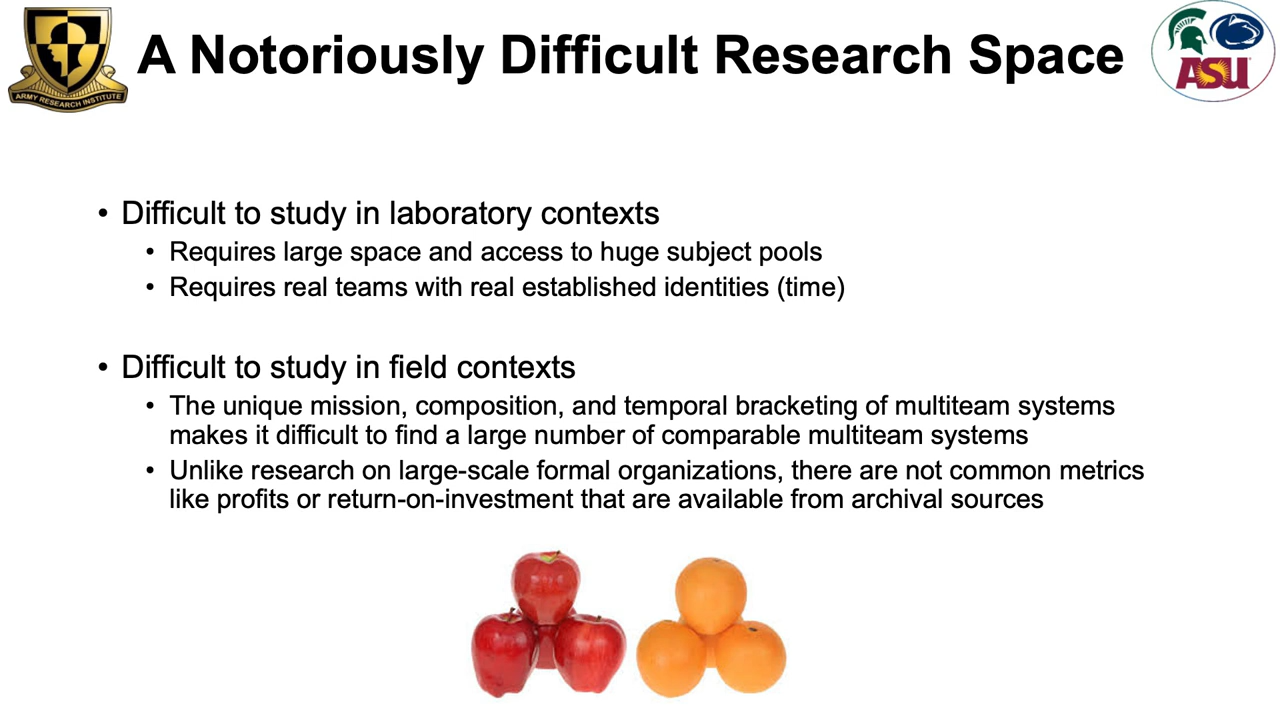 A Notoriously Difficult Research Space
ARMY RESEARCH INSTITUTE
ASU
• Difficult to study in laboratory contexts
• Requires large space and access to huge subject pools
• Requires real teams with real established identities (time)
• Difficult to study in field contexts
• The unique mission, composition, and temporal bracketing of multiteam systems
makes it difficult to find a large number of comparable multiteam systems
• Unlike research on large-scale formal organizations, there are not common metrics
like profits or return-on-investment that are available from archival sources